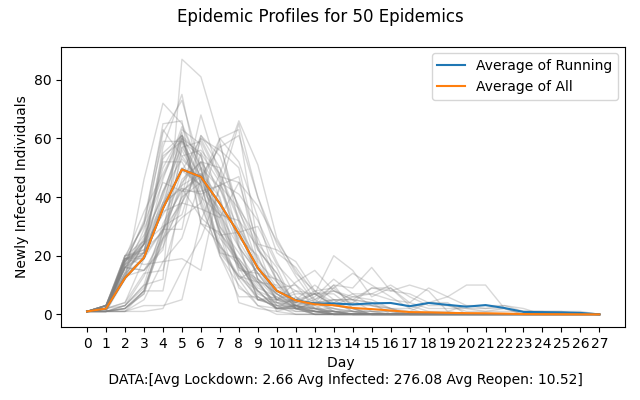 Epidemic Profiles for 50 Epidemics
Newly Infected Individuals
80
60
40
20
0
Average of Running
Average of All
0 1 2 3 4 5 6 7 8 9 10 11 12 13 14 15 16 17 18 19 20 21 22 23 24 25 26 27
Day
DATA:[Avg Lockdown: 2.66 Avg Infected: 276.08 Avg Reopen: 10.52]